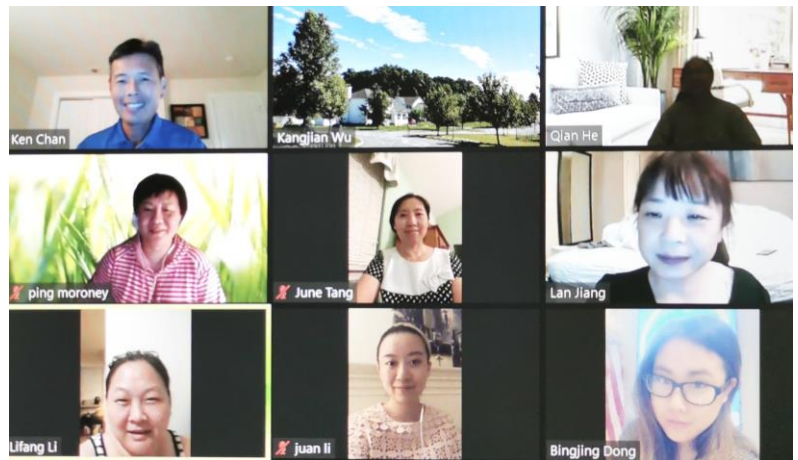 Ken Chan
Kangjian Wu
Qian He
ping moroney
June Tang
Lan Jiang
Lifang Li
juan li
Bingjing Dong